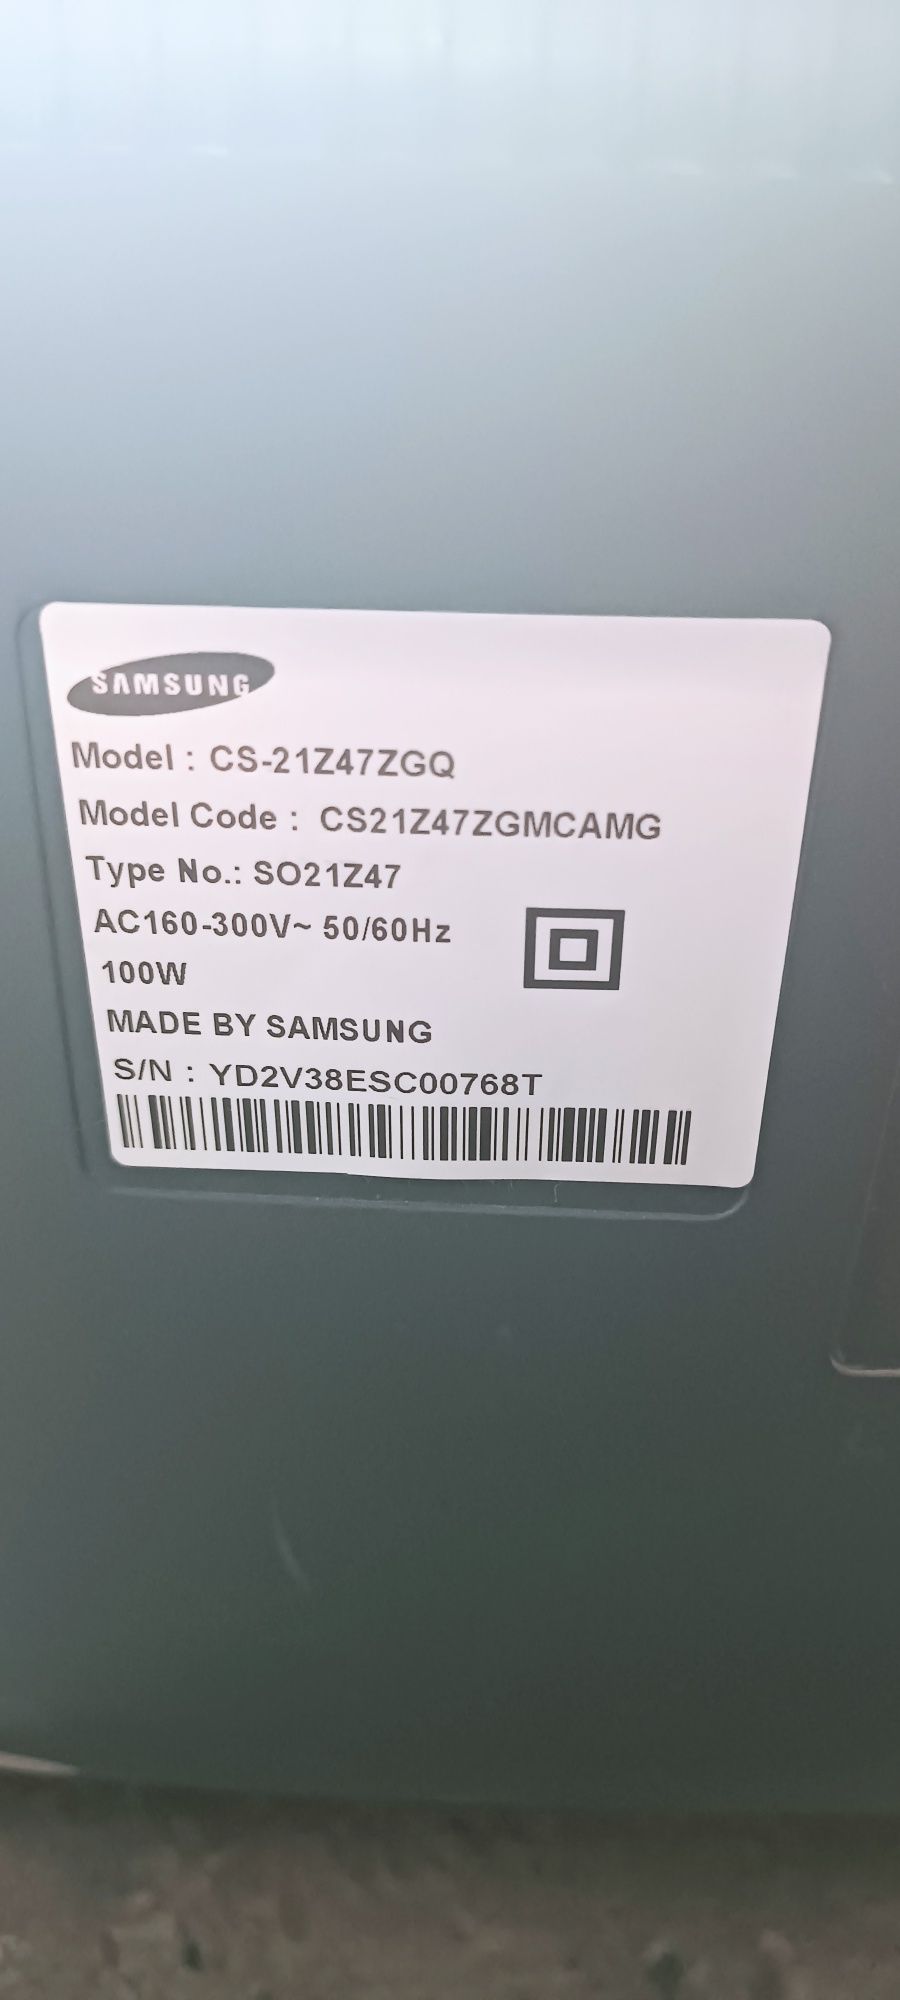 SAMSUNG
Model : CS-21Z47ZGQ
Model Code : CS21Z47ZGMCAMG
Type No.: SO21Z47
AC160-300V~ 50/60Hz
100W
MADE BY SAMSUNG
S/N : YD2V38ESC00768T